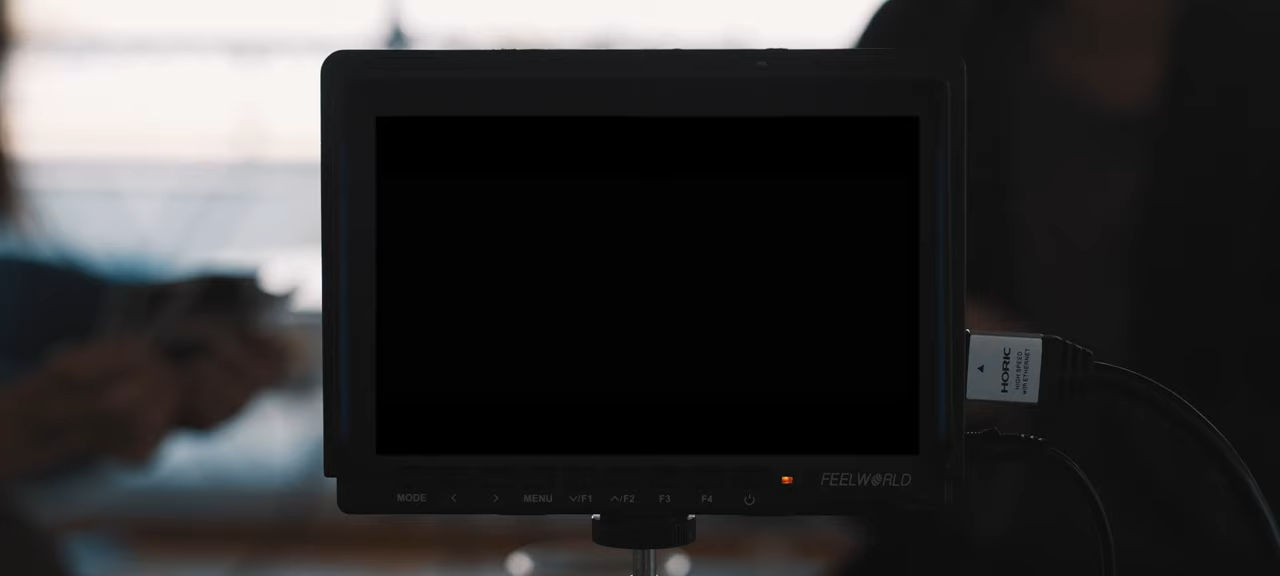 HORIC
HIGH SPEED
with ETHERNET
FEELWORLD
MODE < > MENU ∨/F1 ∧/F2 F3 F4